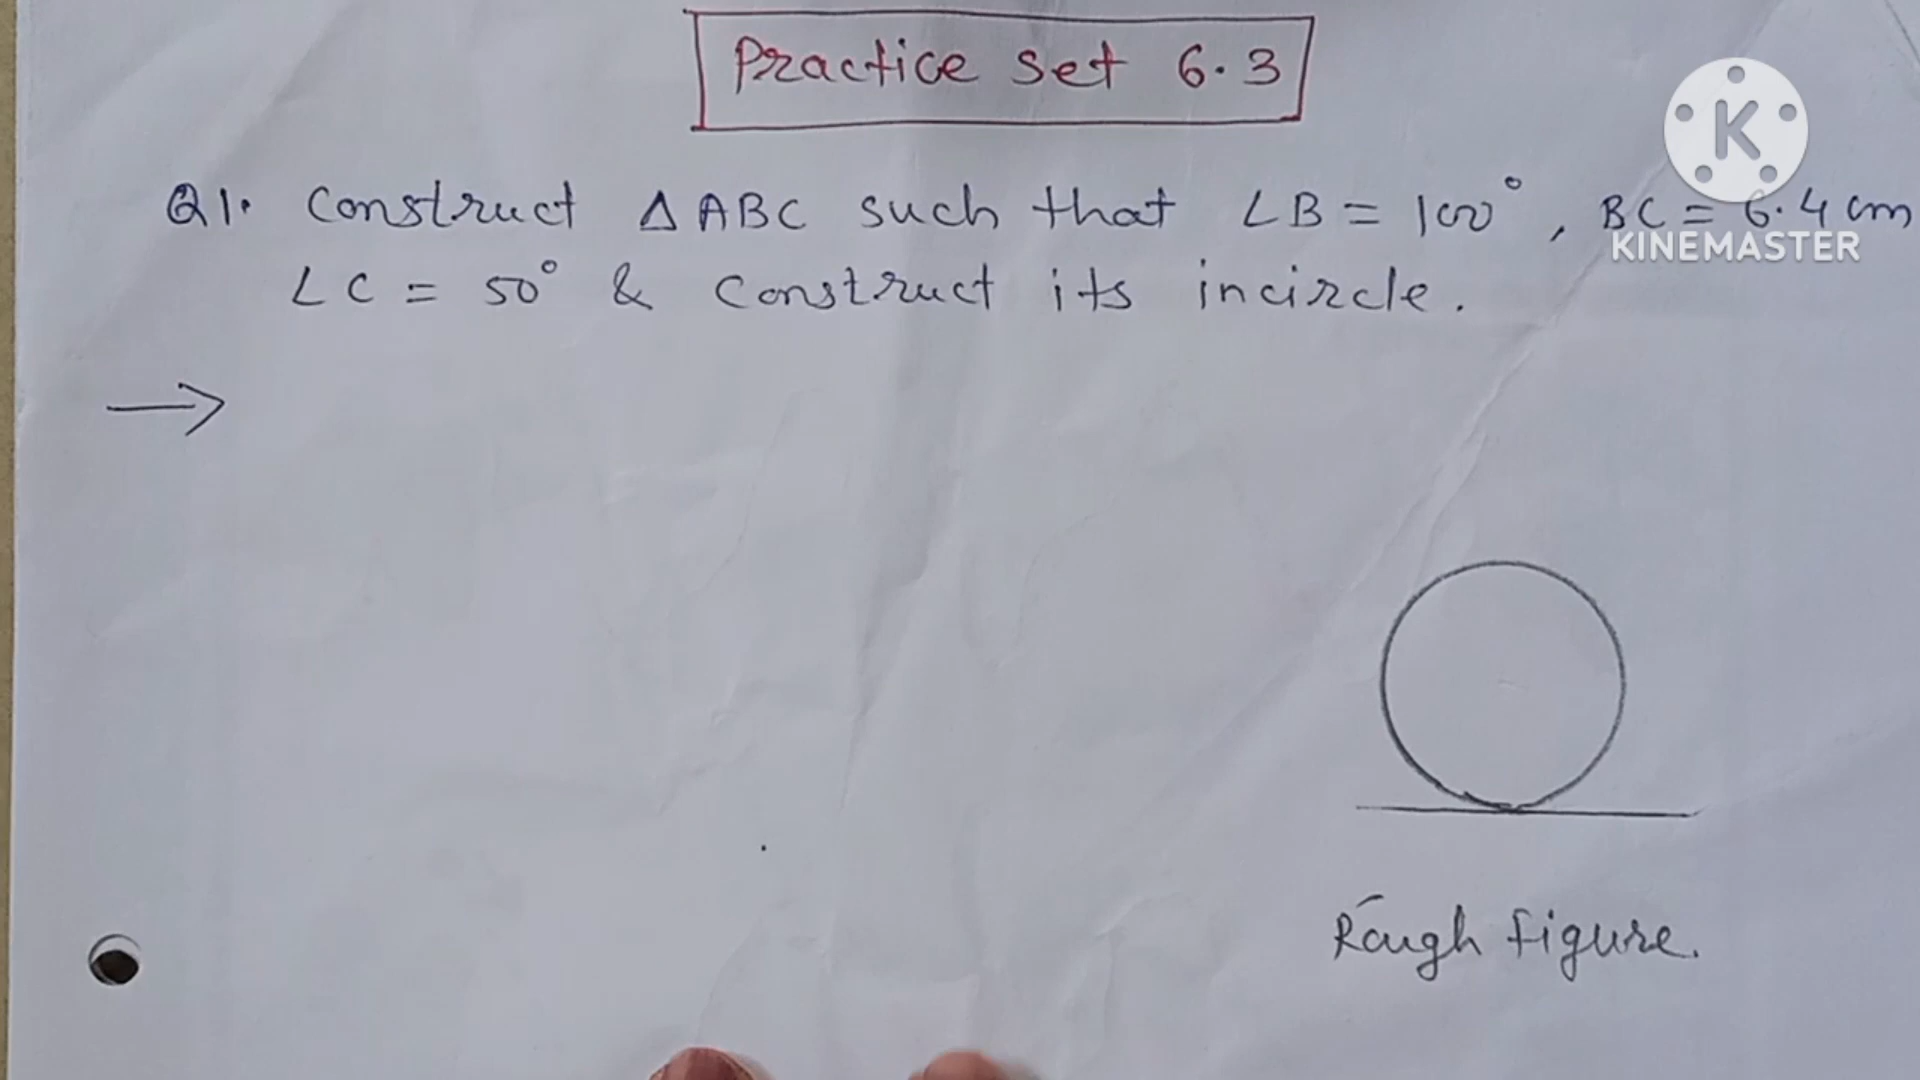 Practice Set 6.3
K
Q1. Construct △ABC such that ∠B = 100°, BC = 6.4 cm
KINEMASTER
∠C = 50° & Construct its incircle.
→
Rough figure.